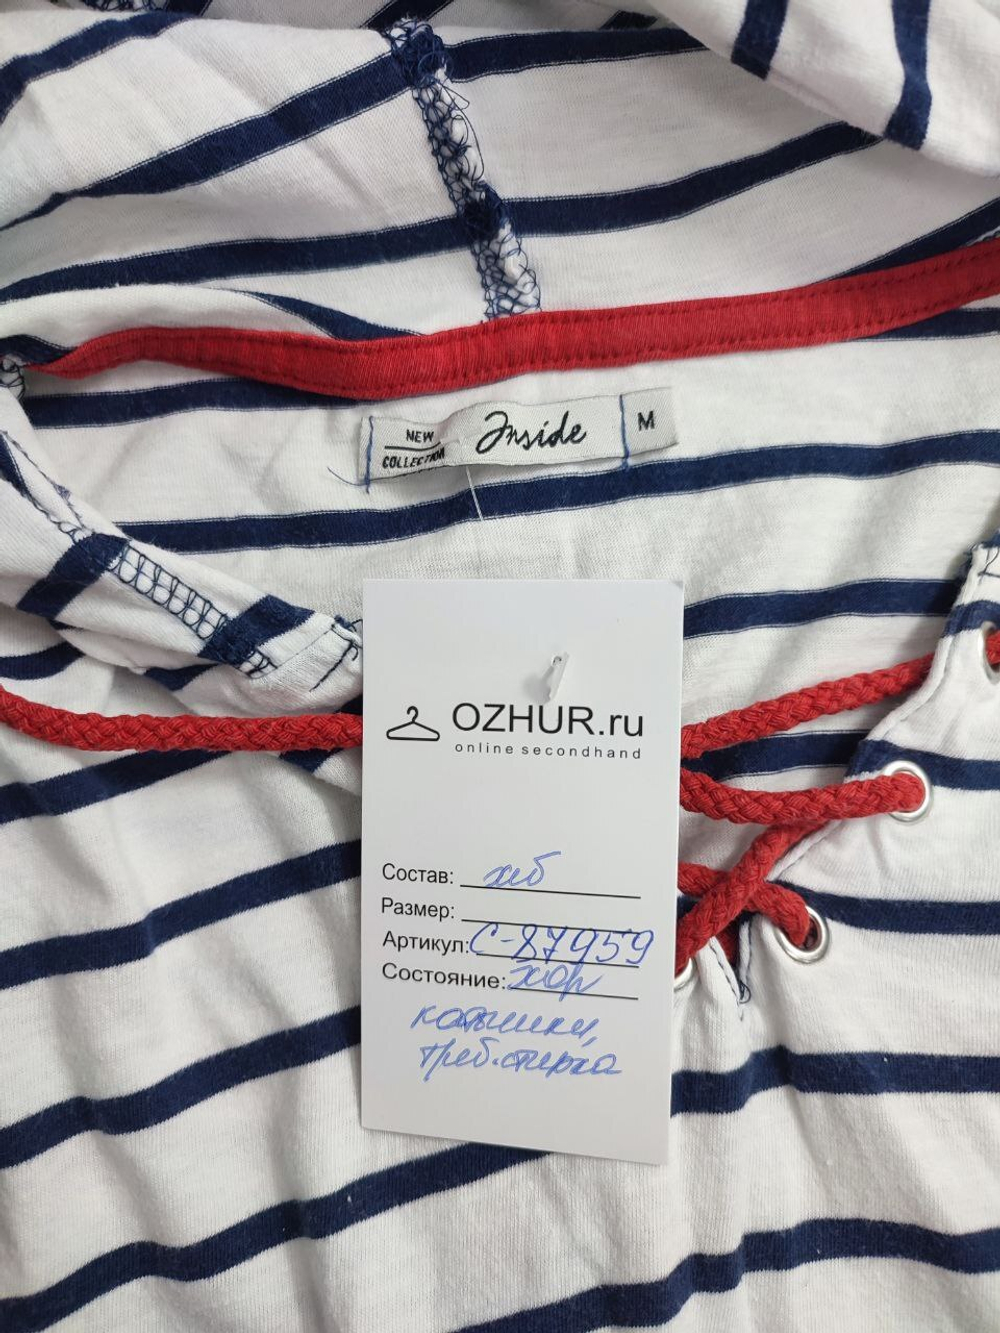 NEW Inside M
COLLECTION
OZHUR.ru
online secondhand
Состав: хб
Размер:
Артикул: С-87959
Состояние: хор
катышки,
треб. стирка